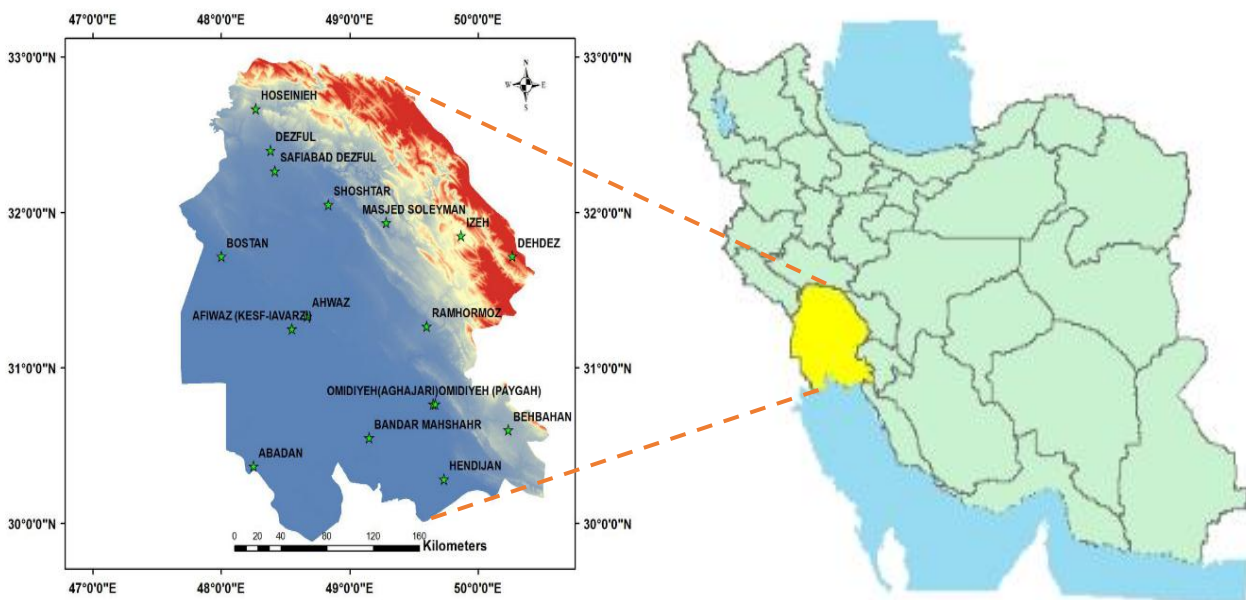 47°0'0"E 48°0'0"E 49°0'0"E 50°0'0"E
33°0'0"N 33°0'0"N
N
W E
S
HOSEINIEH
DEZFUL
SAFIABAD DEZFUL
SHOSHTAR
MASJED SOLEYMAN
IZEH
32°0'0"N 32°0'0"N
BOSTAN
DEHDEZ
AHWAZ
AFIWAZ (KESF-IAVARZI)
RAMHORMOZ
31°0'0"N 31°0'0"N
OMIDIYEH(AGHAJARI)OMIDIYEH (PAYGAH)
BEHBAHAN
BANDAR MAHSHAHR
ABADAN
HENDIJAN
30°0'0"N 30°0'0"N
0 10 20 40 80 120 160
Kilometers
47°0'0"E 48°0'0"E 49°0'0"E 50°0'0"E